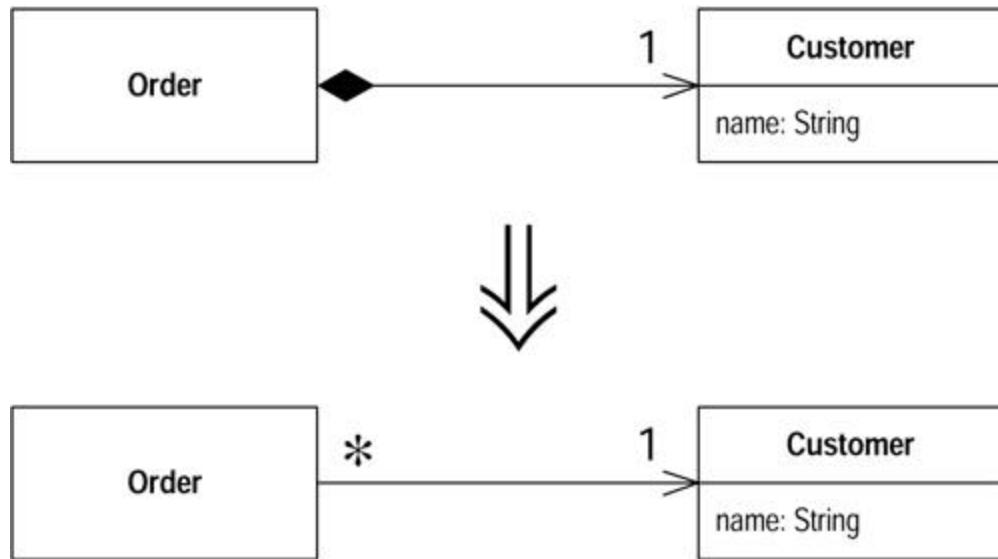 Order
1
Customer
name: String
Order
*
1
Customer
name: String